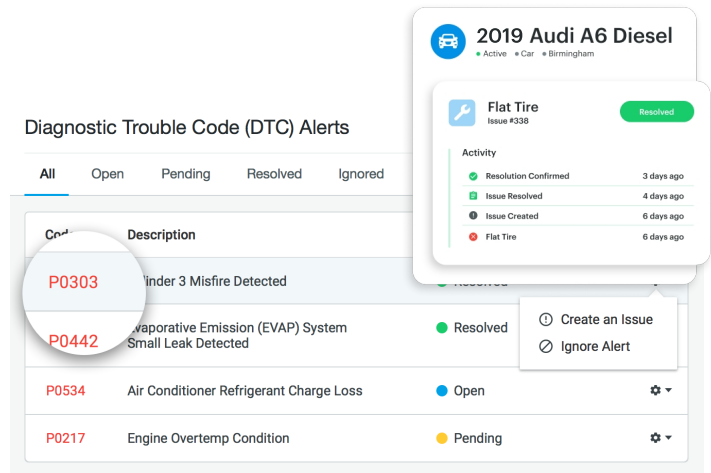 2019 Audi A6 Diesel
Active Car Birmingham
Flat Tire
Issue #338
Resolved
Activity
Resolution Confirmed 3 days ago
Issue Resolved 4 days ago
Issue Created 6 days ago
Flat Tire 6 days ago
Diagnostic Trouble Code (DTC) Alerts
All Open Pending Resolved Ignored
Description
P0303 inder 3 Misfire Detected
P0442 vaporative Emission (EVAP) System Resolved
Small Leak Detected
Create an Issue
Ignore Alert
P0534 Air Conditioner Refrigerant Charge Loss Open
P0217 Engine Overtemp Condition Pending